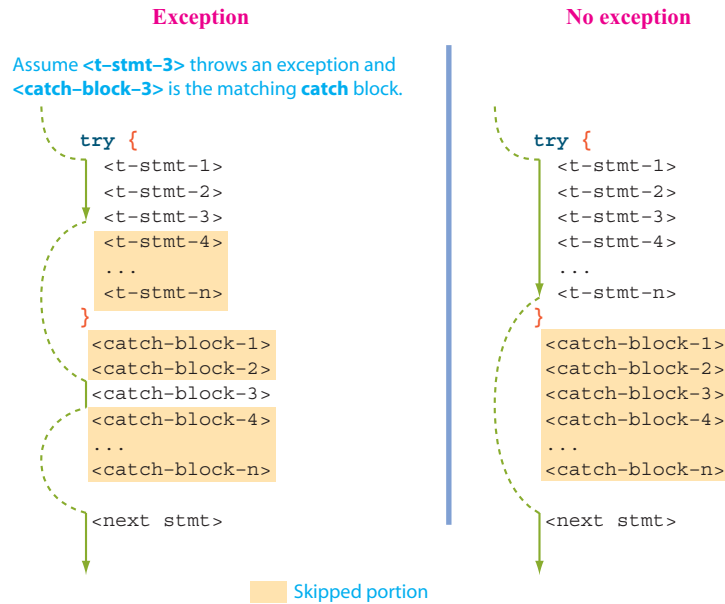 Exception
Assume <t-stmt-3> throws an exception and
<catch-block-3> is the matching catch block.
try {
<t-stmt-1>
<t-stmt-2>
<t-stmt-3>
<t-stmt-4>
...
<t-stmt-n>
}
<catch-block-1>
<catch-block-2>
<catch-block-3>
<catch-block-4>
...
<catch-block-n>
<next stmt>
No exception
try {
<t-stmt-1>
<t-stmt-2>
<t-stmt-3>
<t-stmt-4>
...
<t-stmt-n>
}
<catch-block-1>
<catch-block-2>
<catch-block-3>
<catch-block-4>
...
<catch-block-n>
<next stmt>
Skipped portion